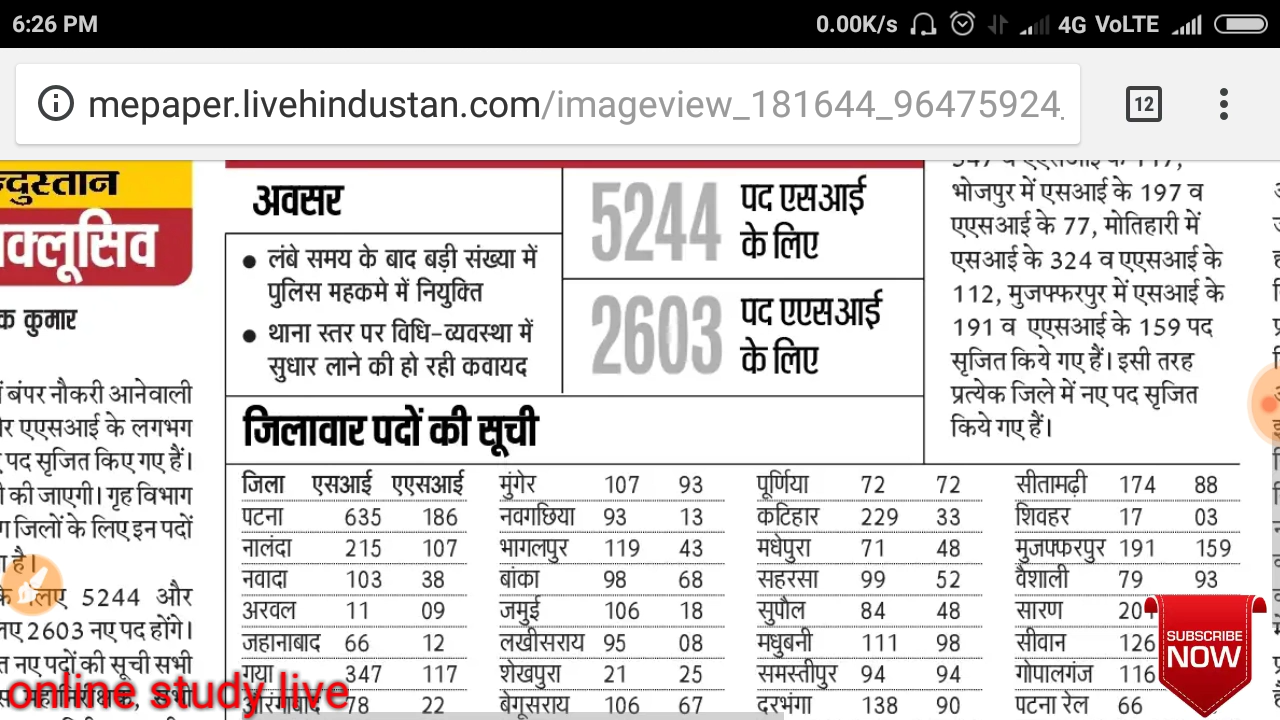 6:26 PM
0.00K/s 4G VoLTE
mepaper.livehindustan.com/imageview_181644_96475924
12
न्दुस्तान
क्लूसिव
क कुमार
बंपर नौकरी आनेवाली
एएसआई के लगभग
पद सृजित किए गए हैं।
की जाएगी। गृह विभाग
जिलों के लिए इन पदों
है।
5244 और
2603 नए पद होंगे।
नए पदों की सूची सभी
अवसर
● लंबे समय के बाद बड़ी संख्या में
पुलिस महकमे में नियुक्ति
● थाना स्तर पर विधि-व्यवस्था में
सुधार लाने की हो रही कवायद
5244 पद एसआई
के लिए
2603 पद एएसआई
के लिए
भोजपुर में एसआई के 197 व
एएसआई के 77, मोतिहारी में
एसआई के 324 व एएसआई के
112, मुजफ्फरपुर में एसआई के
191 व एएसआई के 159 पद
सृजित किये गए हैं। इसी तरह
प्रत्येक जिले में नए पद सृजित
किये गए हैं।
जिलावार पदों की सूची
जिला एसआई एएसआई
पटना 635 186
नालंदा 215 107
नवादा 103 38
अरवल 11 09
जहानाबाद 66 12
गया 347 117
78 22
मुंगेर 107 93
नवगछिया 93 13
भागलपुर 119 43
बांका 98 68
जमुई 106 18
लखीसराय 95 08
शेखपुरा 21 25
बेगूसराय 106 67
पूर्णिया 72 72
कटिहार 229 33
मधेपुरा 71 48
सहरसा 99 52
सुपौल 84 48
मधुबनी 111 98
समस्तीपुर 94 94
दरभंगा 138 90
सीतामढ़ी 174 88
शिवहर 17 03
मुजफ्फरपुर 191 159
वैशाली 79 93
सारण
सीवान 126
गोपालगंज 116
पटना रेल 66
SUBSCRIBE
NOW
online study live